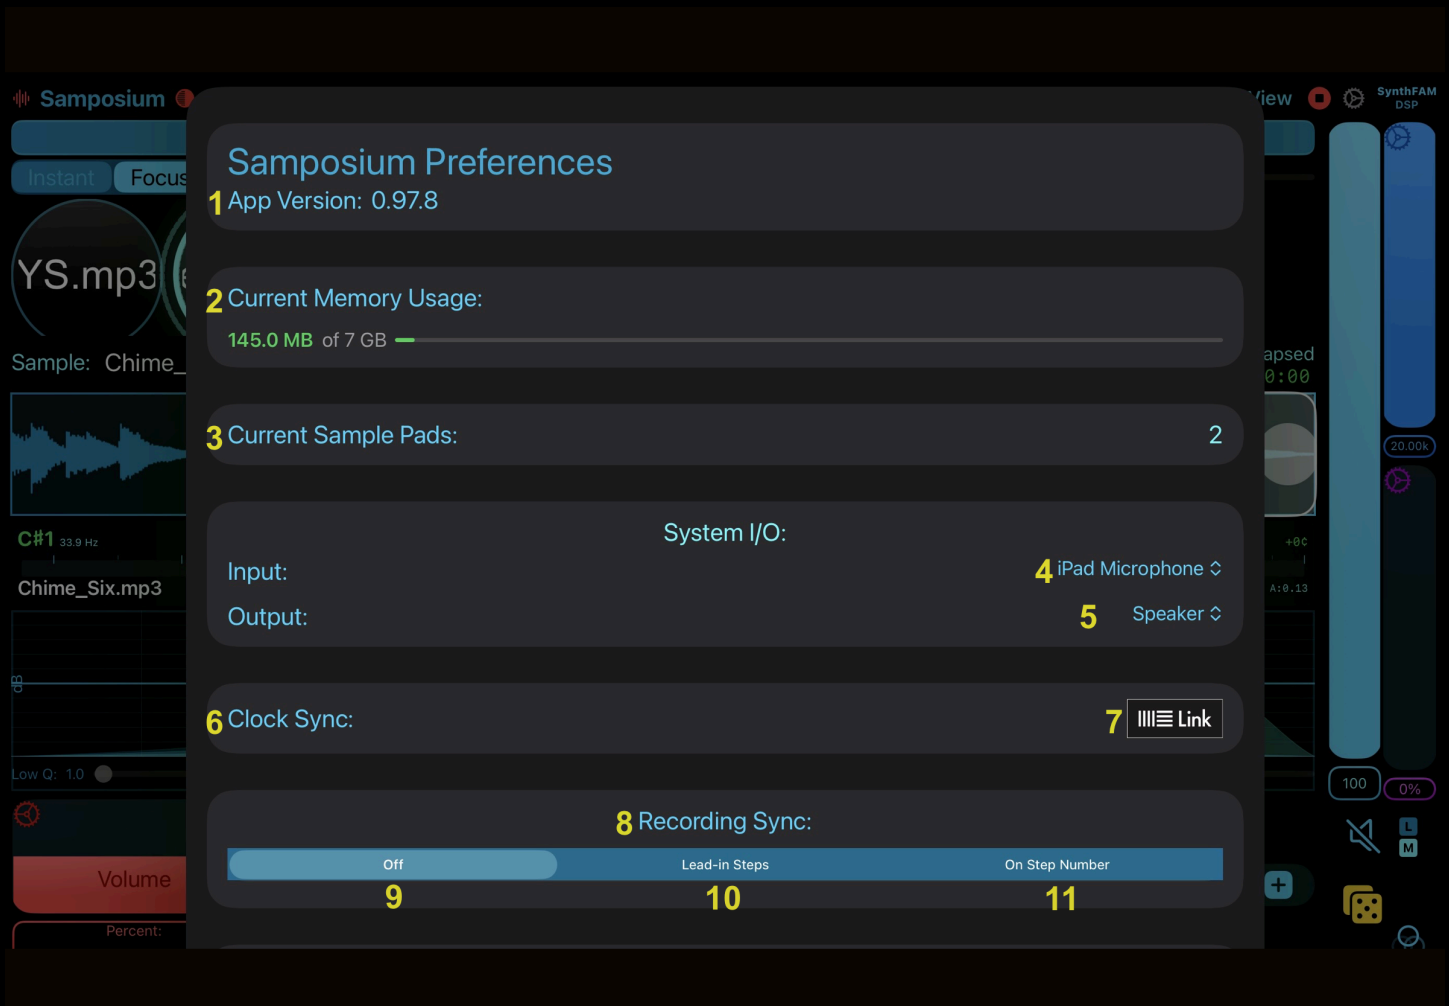 Samposium
View
SynthFAM
DSP
Instant
Focus
Samposium Preferences
1 App Version: 0.97.8
YS.mp3
2 Current Memory Usage:
145.0 MB of 7 GB
Sample: Chime_
apsed
0:00
3 Current Sample Pads: 2
20.00k
System I/O:
C#1 33.9 Hz
+0¢
Input: 4 iPad Microphone
Chime_Six.mp3
A:0.13
Output: 5 Speaker
dB
6 Clock Sync: 7 Link
Low Q: 1.0
100
0%
8 Recording Sync:
L
M
Off Lead-in Steps On Step Number
9 10 11
Volume
Percent: